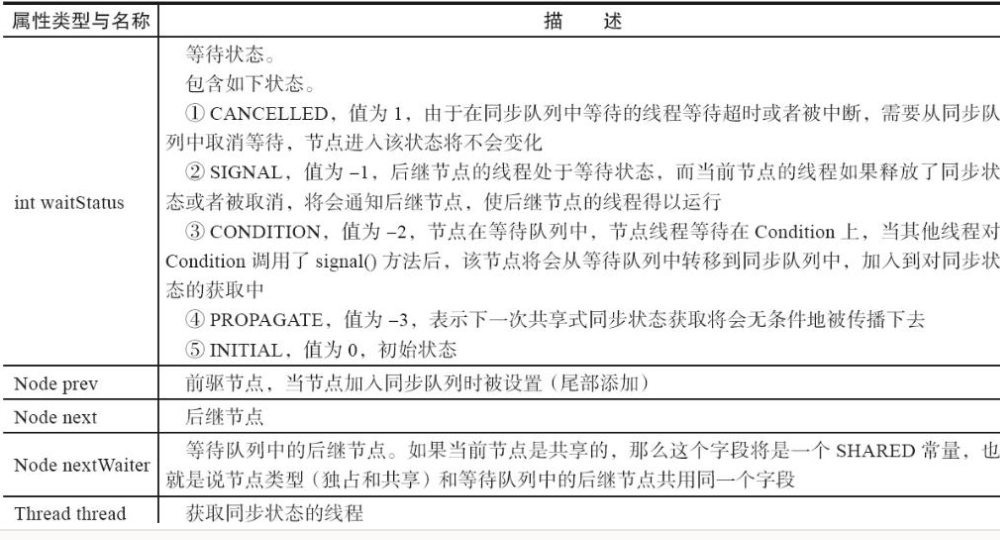 属性类型与名称 描 述
等待状态。
包含如下状态。
① CANCELLED，值为 1，由于在同步队列中等待的线程等待超时或者被中断，需要从同步队
列中取消等待，节点进入该状态将不会变化
② SIGNAL，值为 –1，后继节点的线程处于等待状态，而当前节点的线程如果释放了同步状
int waitStatus 态或者被取消，将会通知后继节点，使后继节点的线程得以运行
③ CONDITION，值为 –2，节点在等待队列中，节点线程等待在 Condition 上，当其他线程对
Condition 调用了 signal() 方法后，该节点将会从等待队列中转移到同步队列中，加入到对同步状
态的获取中
④ PROPAGATE，值为 –3，表示下一次共享式同步状态获取将会无条件地被传播下去
⑤ INITIAL，值为 0，初始状态
Node prev 前驱节点，当节点加入同步队列时被设置（尾部添加）
Node next 后继节点
Node nextWaiter 等待队列中的后继节点。如果当前节点是共享的，那么这个字段将是一个 SHARED 常量，也
就是说节点类型（独占和共享）和等待队列中的后继节点共用同一个字段
Thread thread 获取同步状态的线程